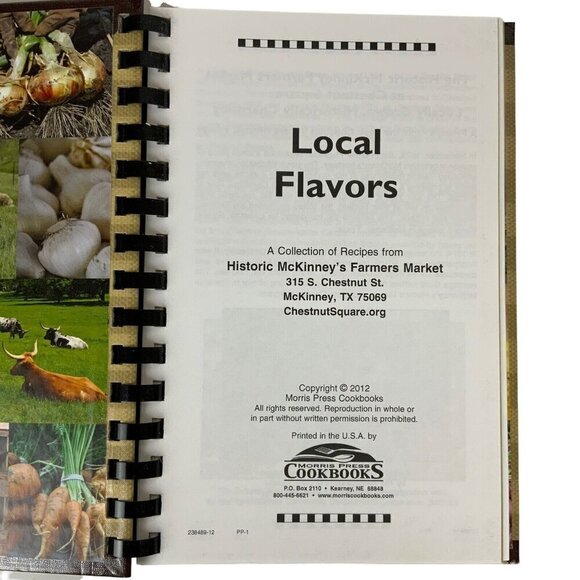 Local
Flavors
A Collection of Recipes from
Historic McKinney's Farmers Market
315 S. Chestnut St.
McKinney, TX 75069
ChestnutSquare.org
Copyright © 2012
Morris Press Cookbooks
All rights reserved. Reproduction in whole or
in part without written permission is prohibited.
Printed in the U.S.A. by
MORRIS PRESS
COOKBOOKS
P.O. Box 2110 • Kearney, NE 68848
800-445-6621 • www.morriscookbooks.com
238489-12 PP-1